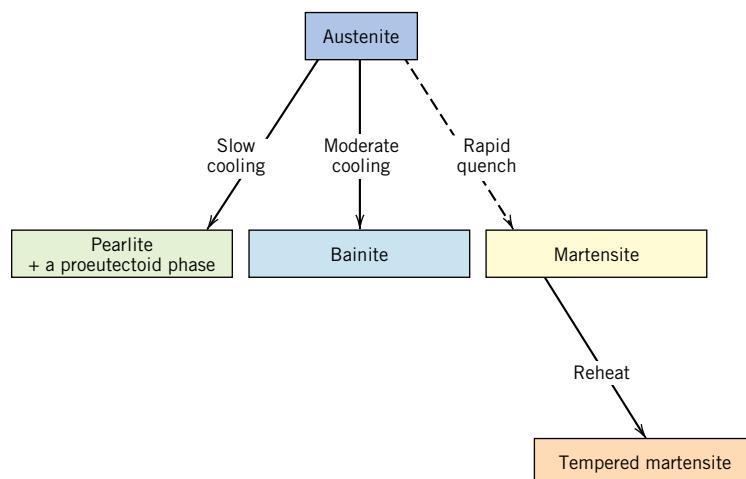 Austenite
Slow
cooling
Moderate
cooling
Rapid
quench
Pearlite
+ a proeutectoid phase
Bainite
Martensite
Reheat
Tempered martensite